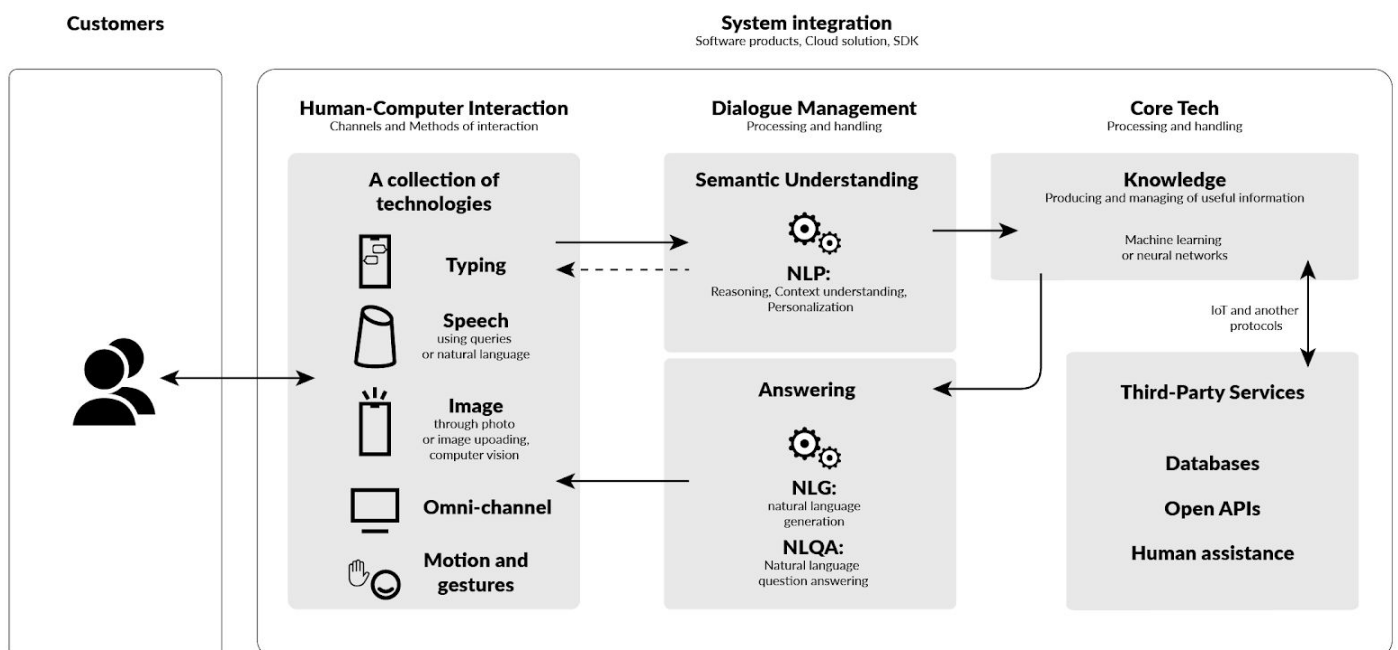 Customers
System integration
Software products, Cloud solution, SDK
Human-Computer Interaction
Channels and Methods of interaction
A collection of
technologies
Typing
Speech
using queries
or natural language
Image
through photo
or image upoading,
computer vision
Omni-channel
Motion and
gestures
Dialogue Management
Processing and handling
Semantic Understanding
NLP:
Reasoning, Context understanding,
Personalization
Answering
NLG:
natural language
generation
NLQA:
Natural language
question answering
Core Tech
Processing and handling
Knowledge
Producing and managing of useful information
Machine learning
or neural networks
IoT and another
protocols
Third-Party Services
Databases
Open APIs
Human assistance